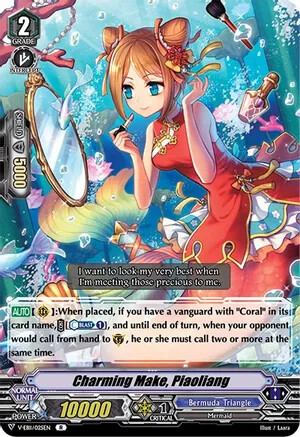 2
GRADE
INTERCEPT
5000
I want to look my very best when
I'm meeting those precious to me.
AUTO [ ]:When placed, if you have a vanguard with "Coral" in its
card name, [C BLAST 1], and until end of turn, when your opponent
would call from hand to , he or she must call two or more at the
same time.
Charming Make, Piaoliang
NORMAL
UNIT
Bermuda Triangle
V-EB11/025EN R
POWER
10000
1
CRITICAL
Mermaid
Illust / Laara